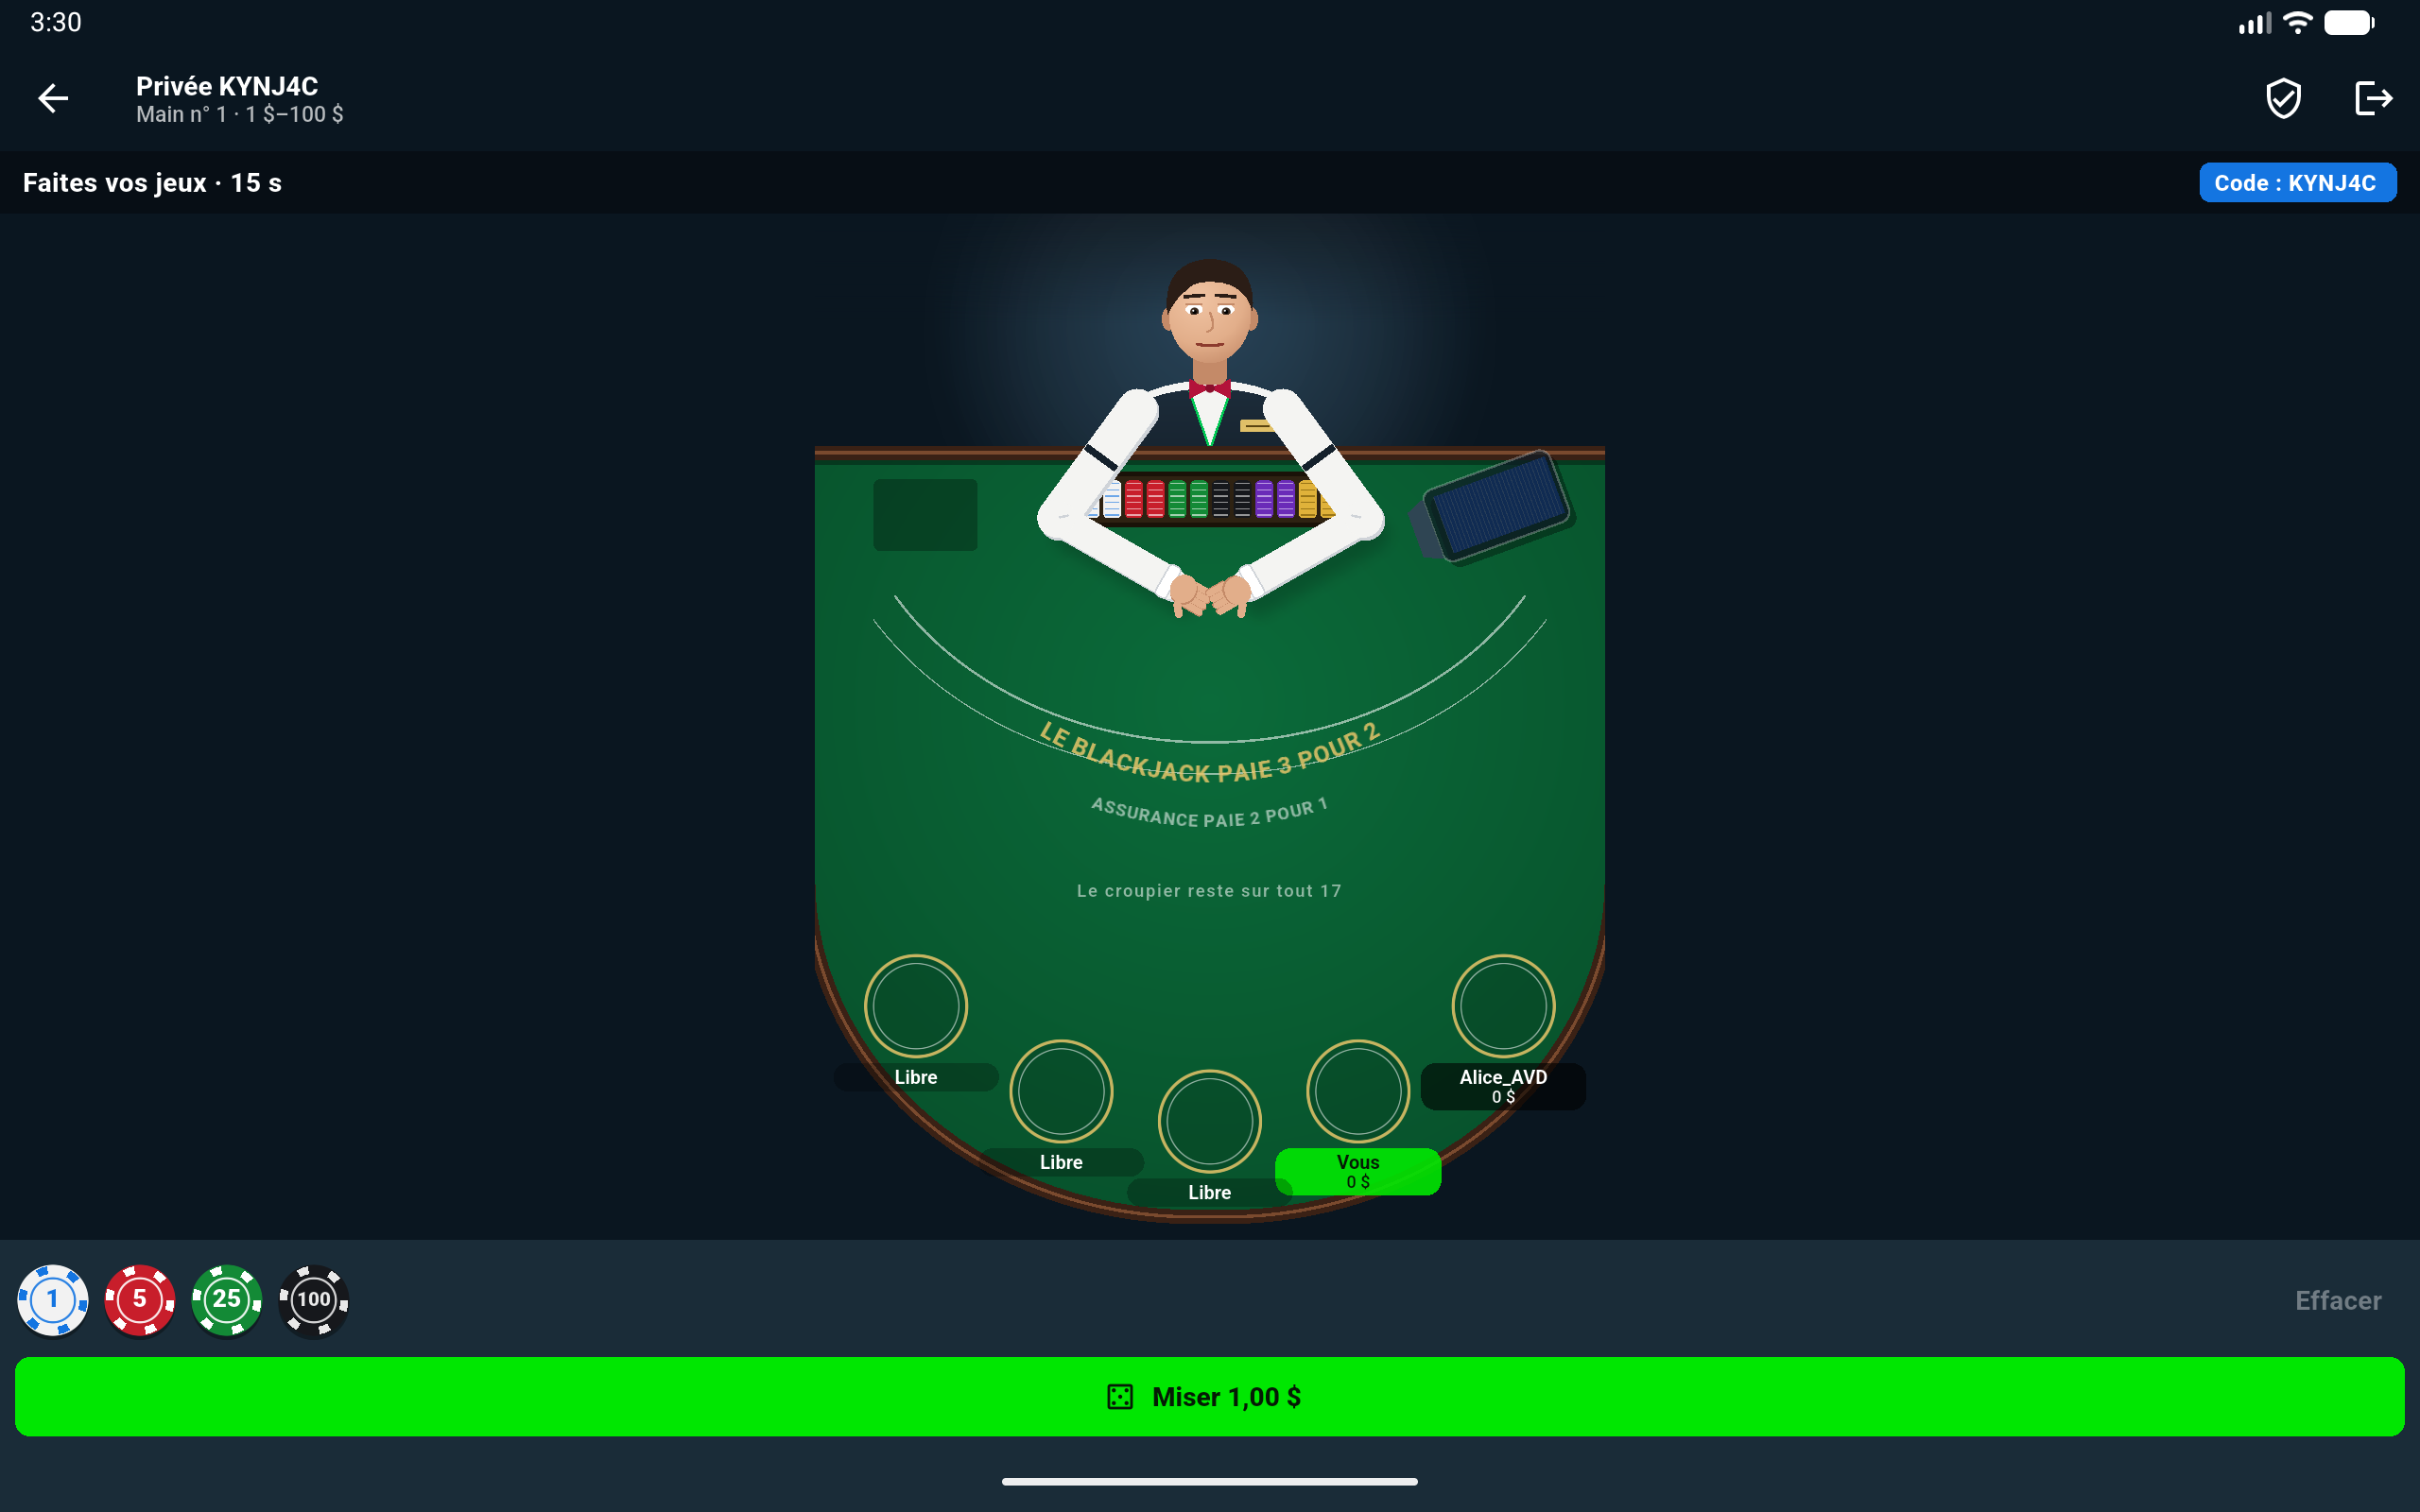 3:30
Privée KYNJ4C
Main n° 1 · 1 $–100 $
Faites vos jeux · 15 s
Code : KYNJ4C
LE BLACKJACK PAIE 3 POUR 2
ASSURANCE PAIE 2 POUR 1
Le croupier reste sur tout 17
Libre
Alice_AVD
0 $
Libre
Vous
0 $
Libre
1
5
25
100
Effacer
Miser 1,00 $